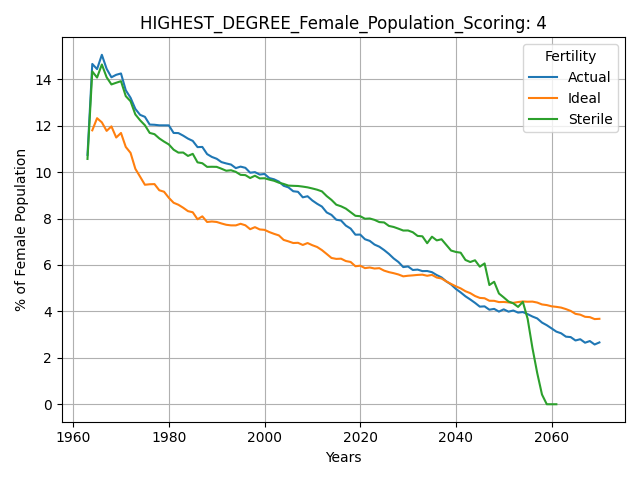 HIGHEST_DEGREE_Female_Population_Scoring: 4
Fertility
Actual
Ideal
Sterile
% of Female Population
14
12
10
8
6
4
2
0
1960 1980 2000 2020 2040 2060
Years